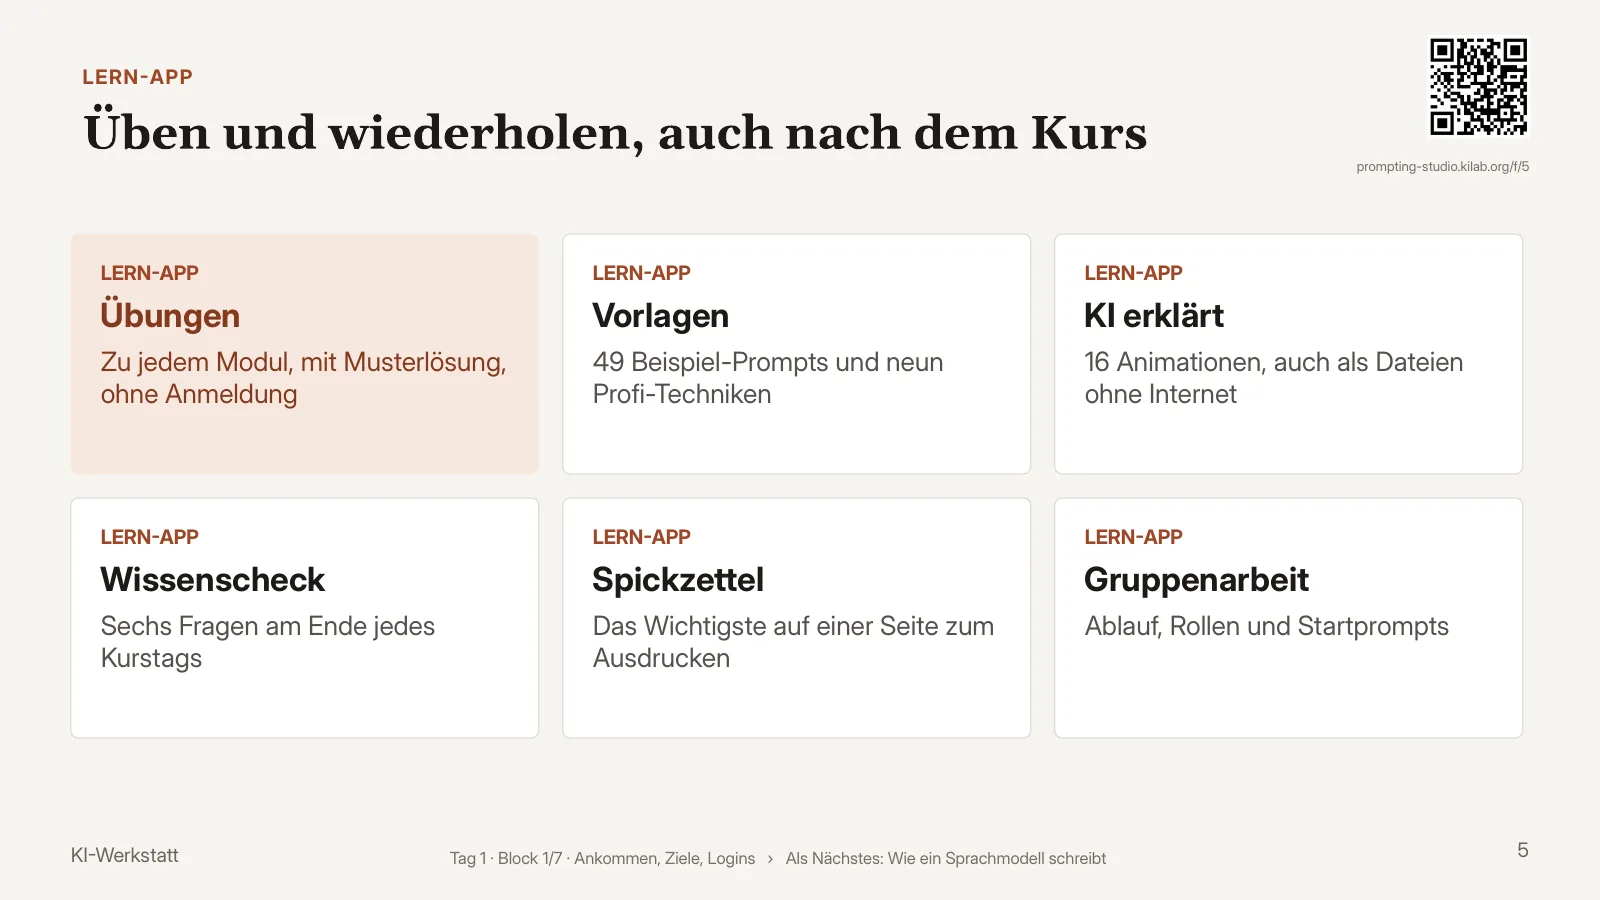 LERN-APP
Üben und wiederholen, auch nach dem Kurs
prompting-studio.kilab.org/f/5
LERN-APP
Übungen
Zu jedem Modul, mit Musterlösung,
ohne Anmeldung
LERN-APP
Vorlagen
49 Beispiel-Prompts und neun
Profi-Techniken
LERN-APP
KI erklärt
16 Animationen, auch als Dateien
ohne Internet
LERN-APP
Wissenscheck
Sechs Fragen am Ende jedes
Kurstags
LERN-APP
Spickzettel
Das Wichtigste auf einer Seite zum
Ausdrucken
LERN-APP
Gruppenarbeit
Ablauf, Rollen und Startprompts
KI-Werkstatt
Tag 1 · Block 1/7 · Ankommen, Ziele, Logins › Als Nächstes: Wie ein Sprachmodell schreibt
5